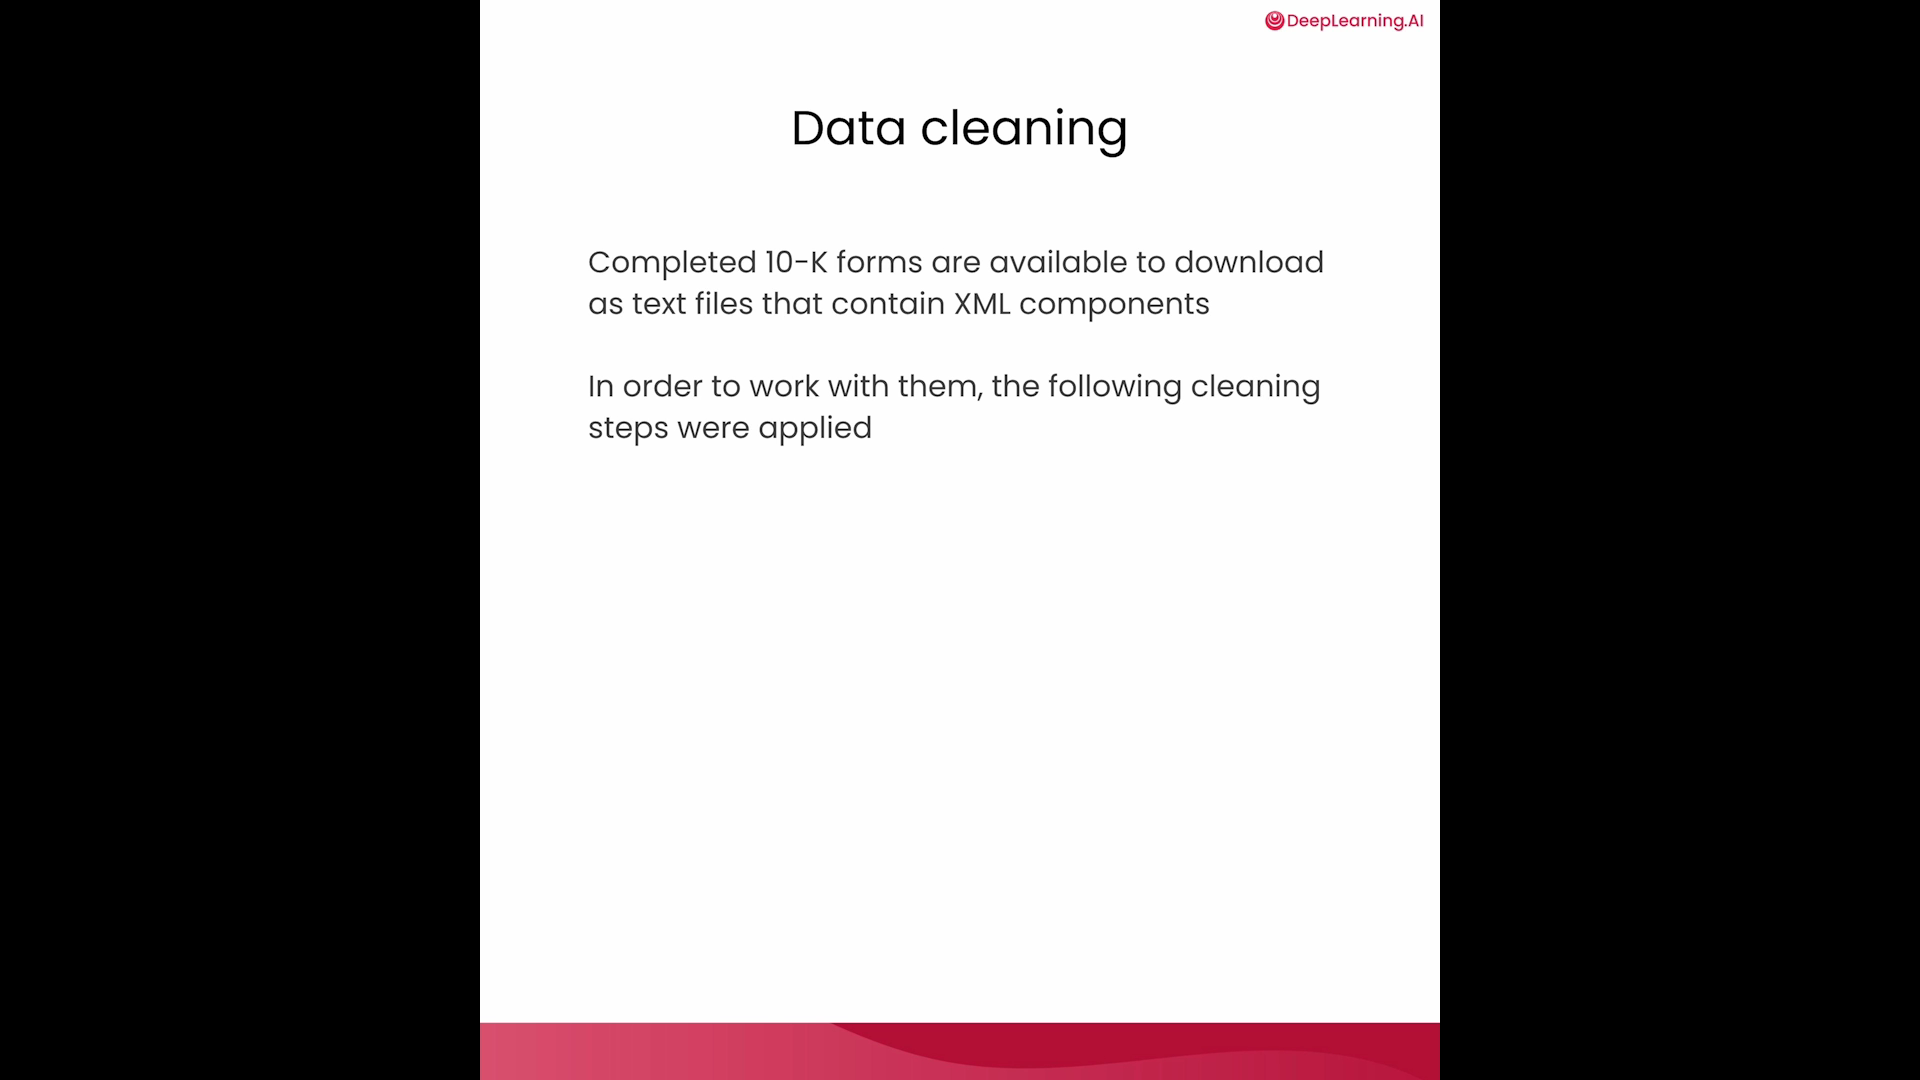 DeepLearning.AI
Data cleaning
Completed 10-K forms are available to download
as text files that contain XML components
In order to work with them, the following cleaning
steps were applied